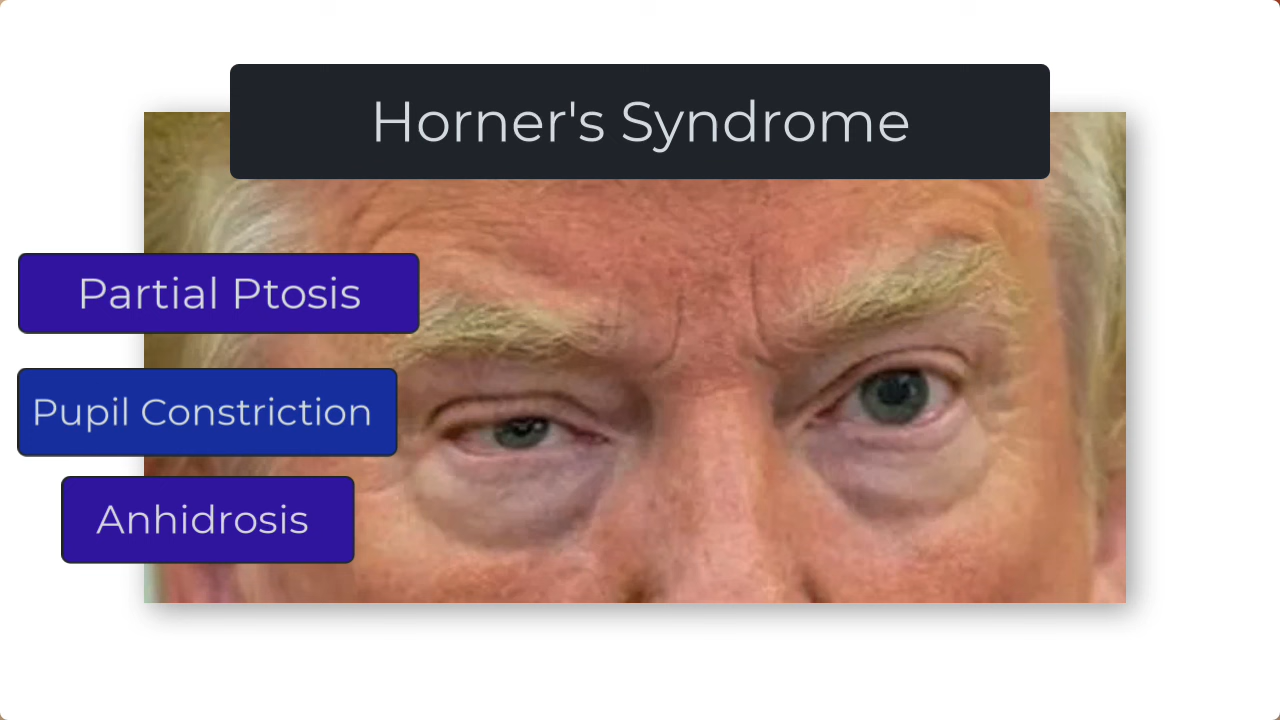 Horner's Syndrome
Partial Ptosis
Pupil Constriction
Anhidrosis